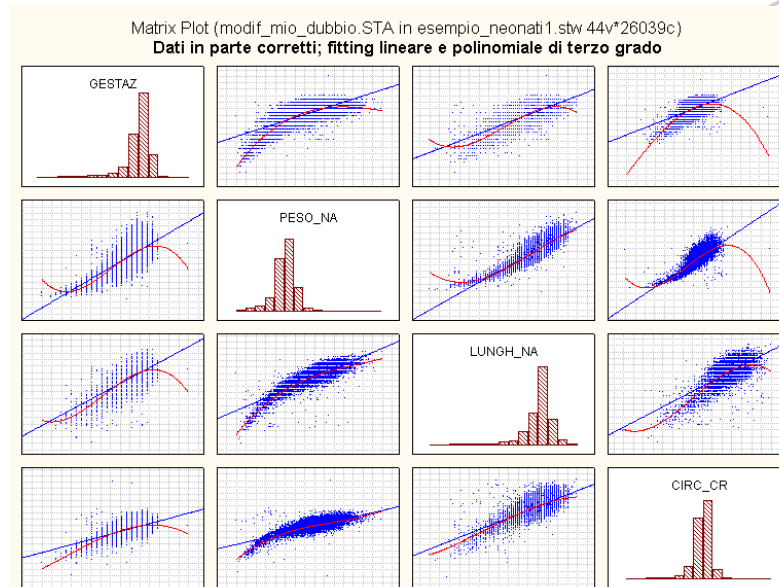 Matrix Plot (modif_mio_dubbio.STA in esempio_neonati1.stw 44v*26039c)
Dati in parte corretti; fitting lineare e polinomiale di terzo grado
GESTAZ
PESO_NA
LUNGH_NA
CIRC_CR